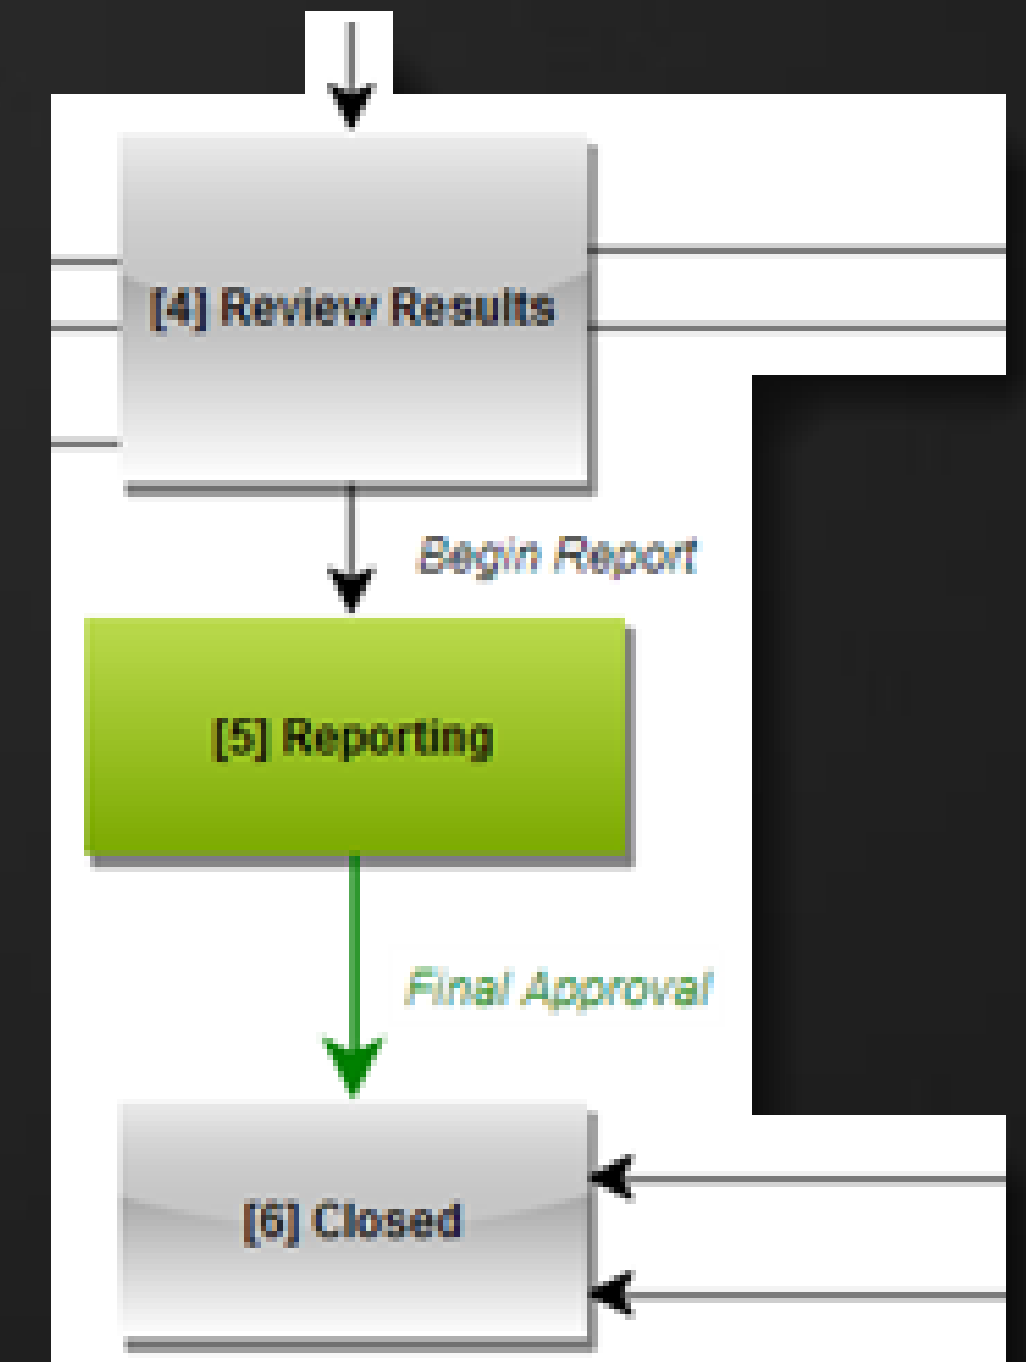 [4] Review Results
Begin Report
[5] Reporting
Final Approval
[6] Closed